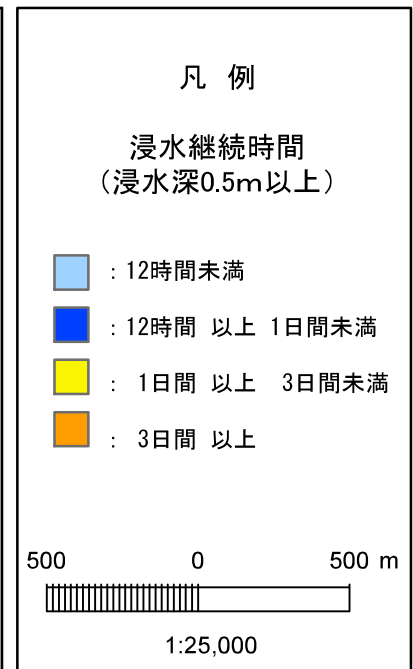 凡 例
浸水継続時間
(浸水深0.5m以上)
: 12時間未満
: 12時間 以上 1日間未満
: 1日間 以上 3日間未満
: 3日間 以上
500 0 500 m
1:25,000